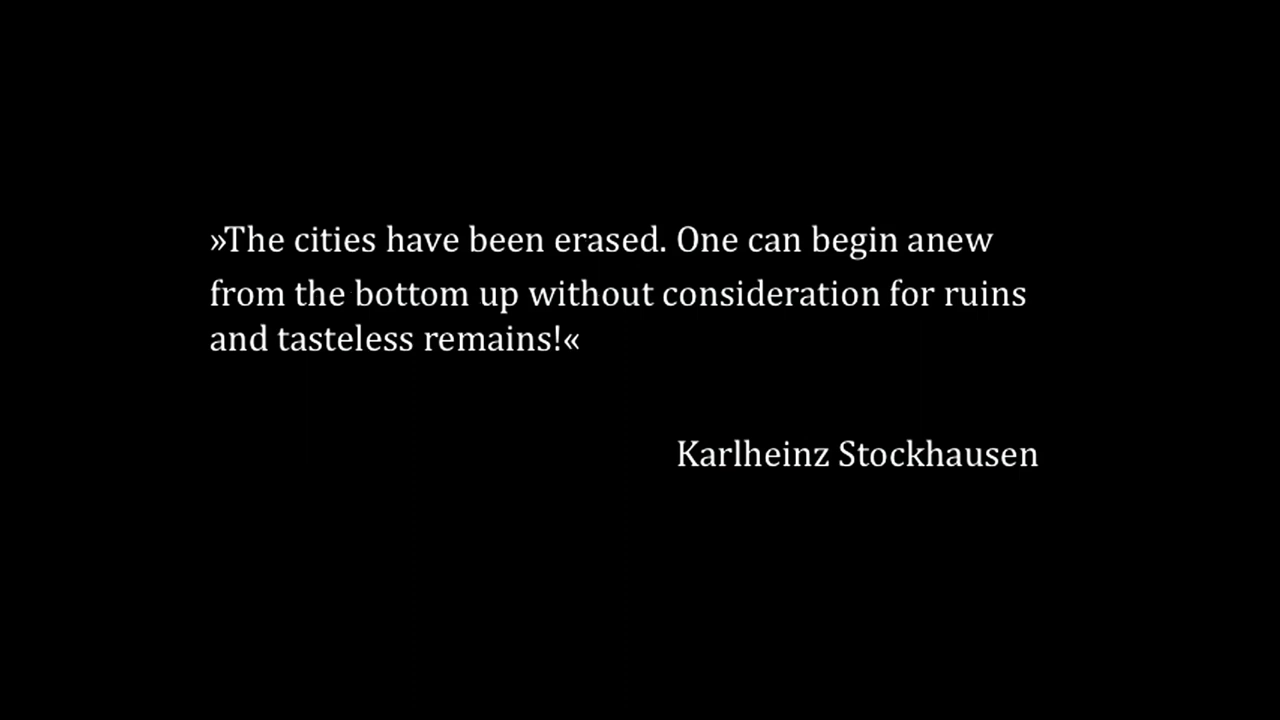 »The cities have been erased. One can begin anew
from the bottom up without consideration for ruins
and tasteless remains!«
Karlheinz Stockhausen